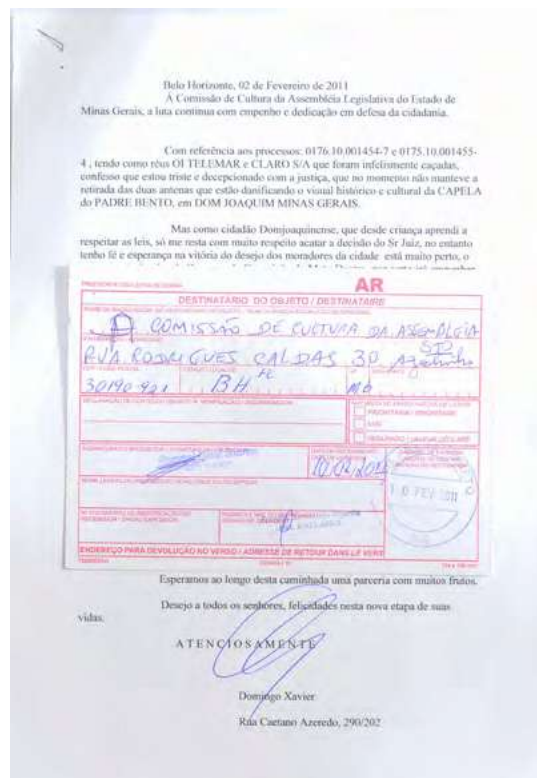 Belo Horizonte, 02 de Fevereiro de 2011
À Comissão de Cultura da Assembléia Legislativa do Estado de
Minas Gerais, a luta continua com empenho e dedicação em defesa da cidadania.
Com referência aos processos: 0176.10.001454-7 e 0175.10.001455-
4 , tendo como réus OI TELEMAR e CLARO S/A que foram infelismente caçadas,
confesso que estou triste e decepcionado com a justiça, que no momento não manteve a
retirada das duas antenas que estão danificando o visual histórico e cultural da CAPELA
do PADRE BENTO, em DOM JOAQUIM MINAS GERAIS.
Mas como cidadão Domjoaquinense, que desde criança aprendi a
respeitar as leis, só me resta com muito respeito acatar a decisão do Sr Juiz, no entanto
tenho fé e esperança na vitória do desejo dos moradores da cidade está muito perto, o
AR
DESTINATÁRIO DO OBJETO / DESTINATAIRE
A COMISSÃO DE CULTURA DA ASSEMBLEIA
RUA RODRIGUES CALDAS 30 STO
30190 921 BH MG
PRIORITÁRIA / PRIORITAIRE
EMS
SEGURADO / VALEUR DÉCLARÉ
10/02/2011
10 FEV 2011
ENDEREÇO PARA DEVOLUÇÃO NO VERSO / ADRESSE DE RETOUR DANS LE VERS
Esperamos ao longo desta caminhada uma parceria com muitos frutos.
Desejo a todos os senhores, felicidades nesta nova etapa de suas
vidas.
ATENCIOSAMENTE
Domingo Xavier
Rua Caetano Azeredo, 290/202